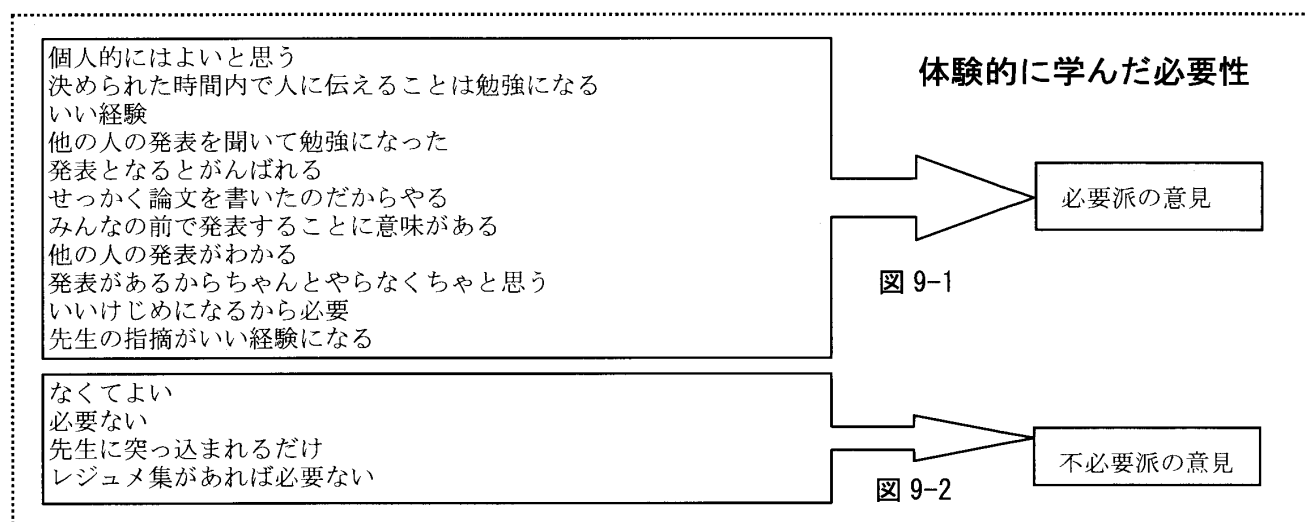 体験的に学んだ必要性
個人的にはよいと思う
決められた時間内で人に伝えることは勉強になる
いい経験
他の人の発表を聞いて勉強になった
発表となるとがんばれる
せっかく論文を書いたのだからやる
みんなの前で発表することに意味がある
他の人の発表がわかる
発表があるからちゃんとやらなくちゃと思う
いいけじめになるから必要
先生の指摘がいい経験になる
必要派の意見
図 9-1
なくてよい
必要ない
先生に突っ込まれるだけ
レジュメ集があれば必要ない
不必要派の意見
図 9-2